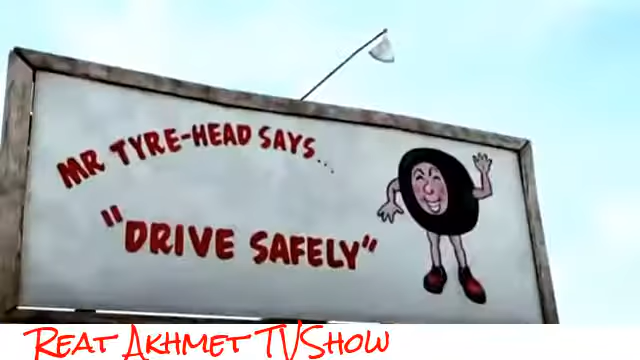 MR TYRE-HEAD SAYS...
"DRIVE SAFELY"
REAT AKHMET TVSHOW